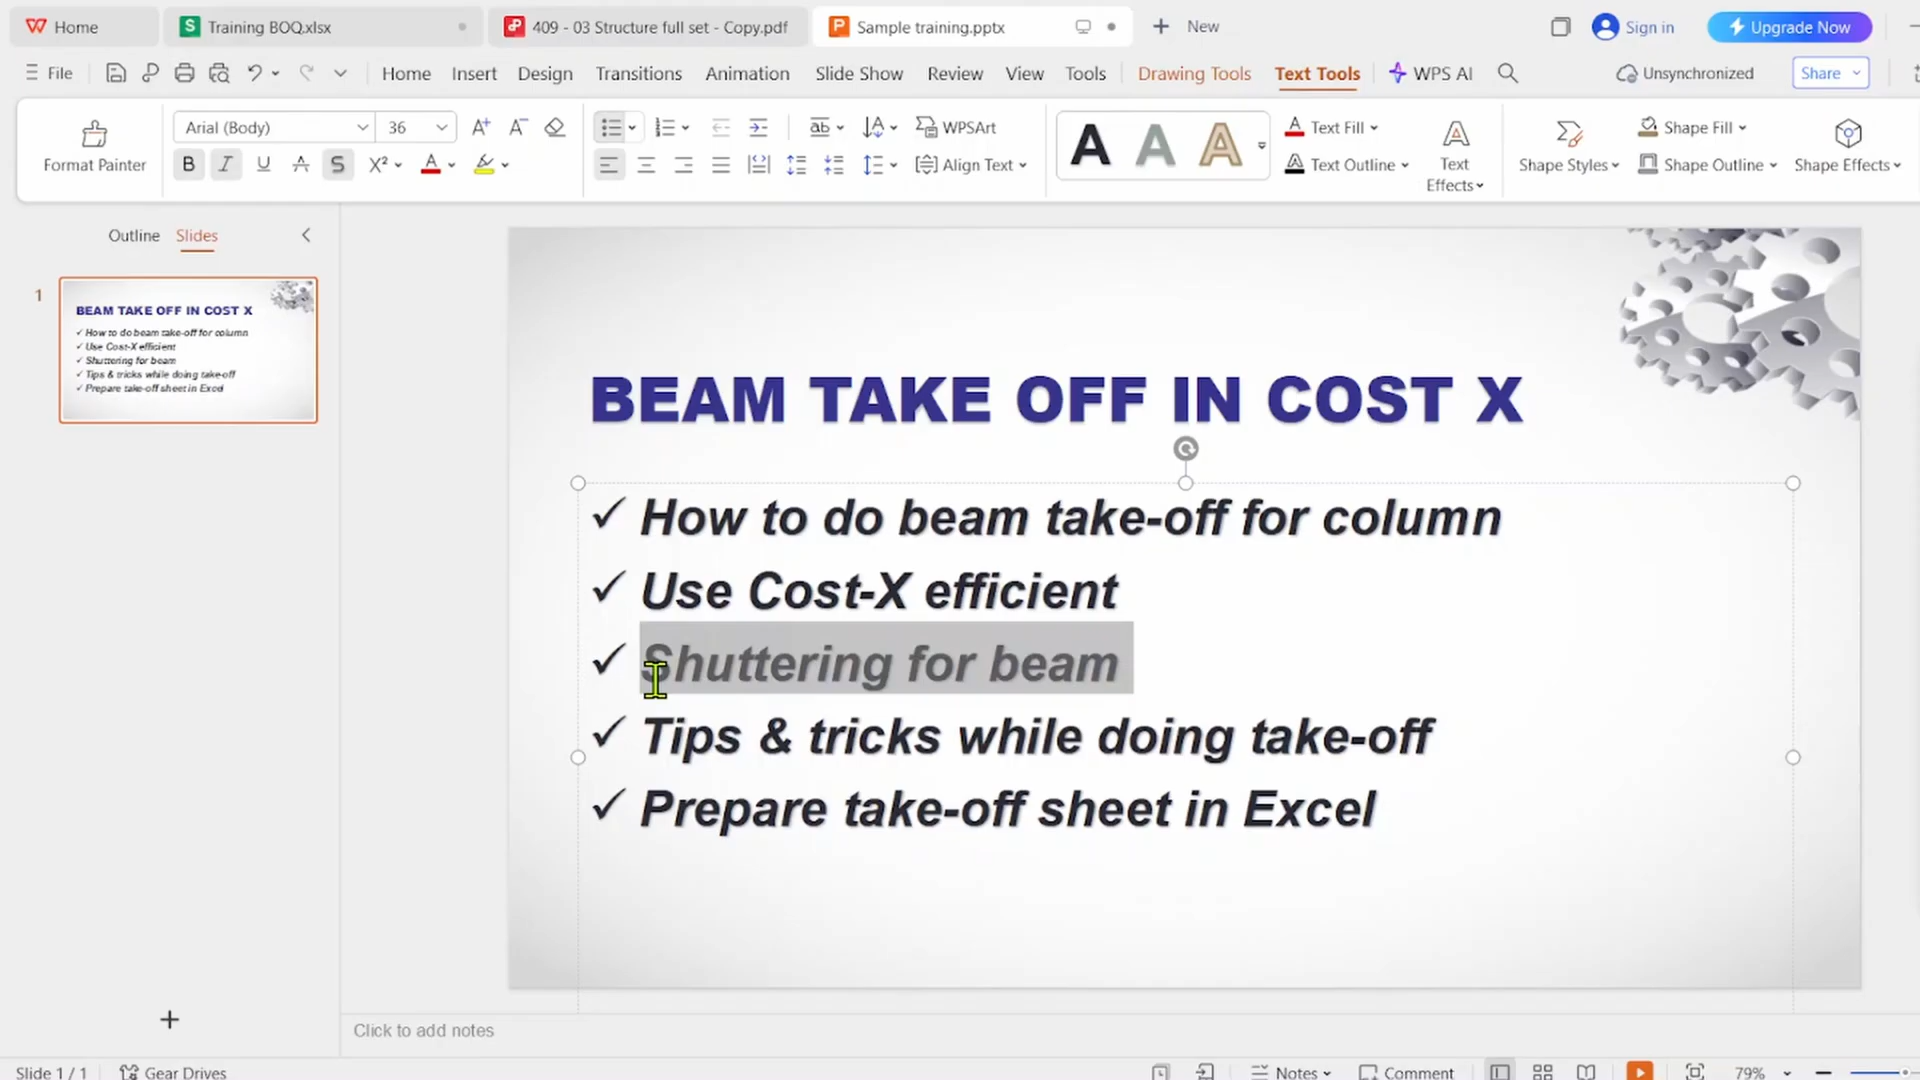 Home
Training BOQ.xlsx
409 - 03 Structure full set - Copy.pdf
Sample training.pptx
New
Sign in
Upgrade Now
File
Home
Insert
Design
Transitions
Animation
Slide Show
Review
View
Tools
Drawing Tools
Text Tools
WPS AI
Unsynchronized
Share
Format Painter
Arial (Body)
36
WPSArt
Align Text
Text Fill
Text Outline
Text
Effects
Shape Styles
Shape Fill
Shape Outline
Shape Effects
Outline
Slides
1
BEAM TAKE OFF IN COST X
✓ How to do beam take-off for column
✓ Use Cost-X efficient
✓ Shuttering for beam
✓ Tips & tricks while doing take-off
✓ Prepare take-off sheet in Excel
BEAM TAKE OFF IN COST X
✓ How to do beam take-off for column
✓ Use Cost-X efficient
✓ Shuttering for beam
✓ Tips & tricks while doing take-off
✓ Prepare take-off sheet in Excel
Click to add notes
Slide 1 / 1
Gear Drives
Notes
Comment
79%